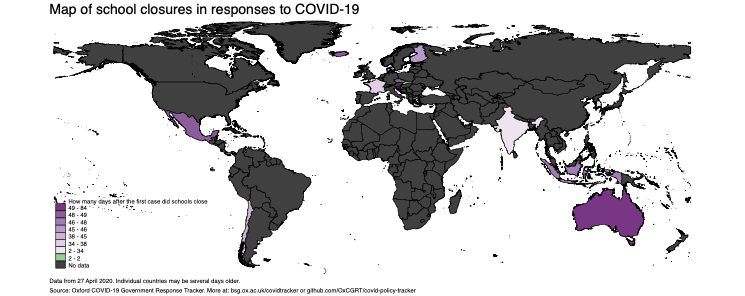 Map of school closures in responses to COVID-19
How many days after the first case did schools close
49 - 84
48 - 49
46 - 48
45 - 46
38 - 45
34 - 38
2 - 34
2 - 2
No data
Data from 27 April 2020. Individual countries may be several days older.
Source: Oxford COVID-19 Government Response Tracker. More at: bsg.ox.ac.uk/covidtracker or github.com/OxCGRT/covid-policy-tracker